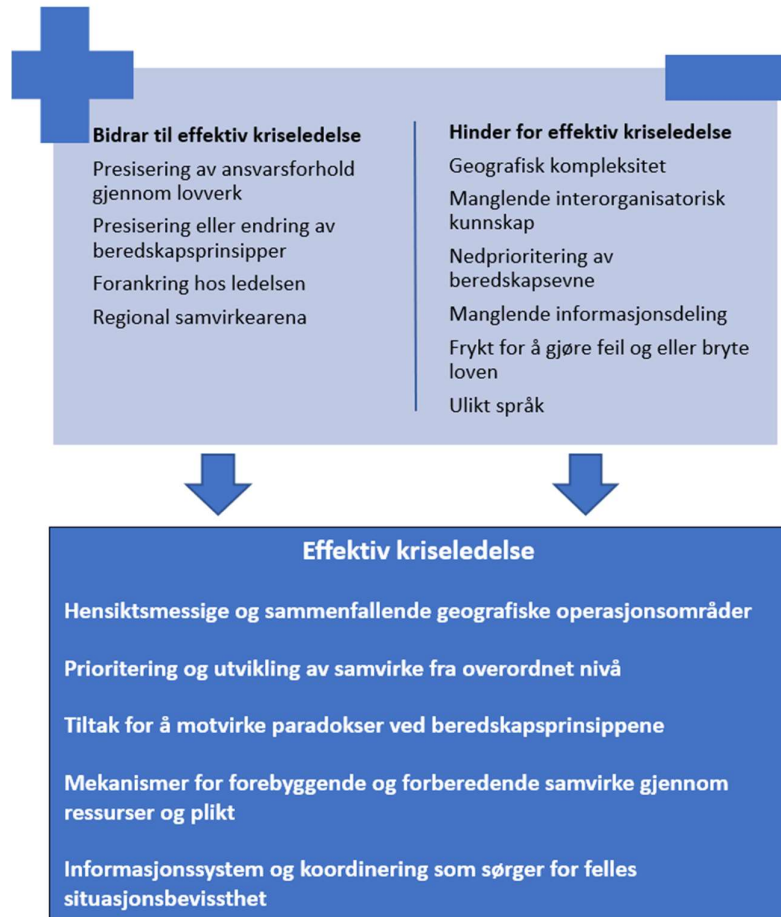 Bidrar til effektiv kriseledelse
Presisering av ansvarsforhold
gjennom lovverk
Presisering eller endring av
beredskapsprinsipper
Forankring hos ledelsen
Regional samvirkearena
Hinder for effektiv kriseledelse
Geografisk kompleksitet
Manglende interorganisatorisk
kunnskap
Nedprioritering av
beredskapsevne
Manglende informasjonsdeling
Frykt for å gjøre feil og eller bryte
loven
Ulikt språk
Effektiv kriseledelse
Hensiktsmessige og sammenfallende geografiske operasjonsområder
Prioritering og utvikling av samvirke fra overordnet nivå
Tiltak for å motvirke paradokser ved beredskapsprinsippene
Mekanismer for forebyggende og forberedende samvirke gjennom
ressurser og plikt
Informasjonssystem og koordinering som sørger for felles
situasjonsbevissthet